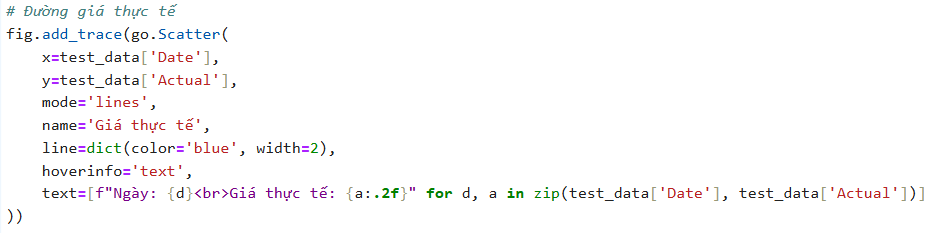 # Đường giá thực tế
fig.add_trace(go.Scatter(
    x=test_data['Date'],
    y=test_data['Actual'],
    mode='lines',
    name='Giá thực tế',
    line=dict(color='blue', width=2),
    hoverinfo='text',
    text=[f"Ngày: {d}<br>Giá thực tế: {a:.2f}" for d, a in zip(test_data['Date'], test_data['Actual'])]
))